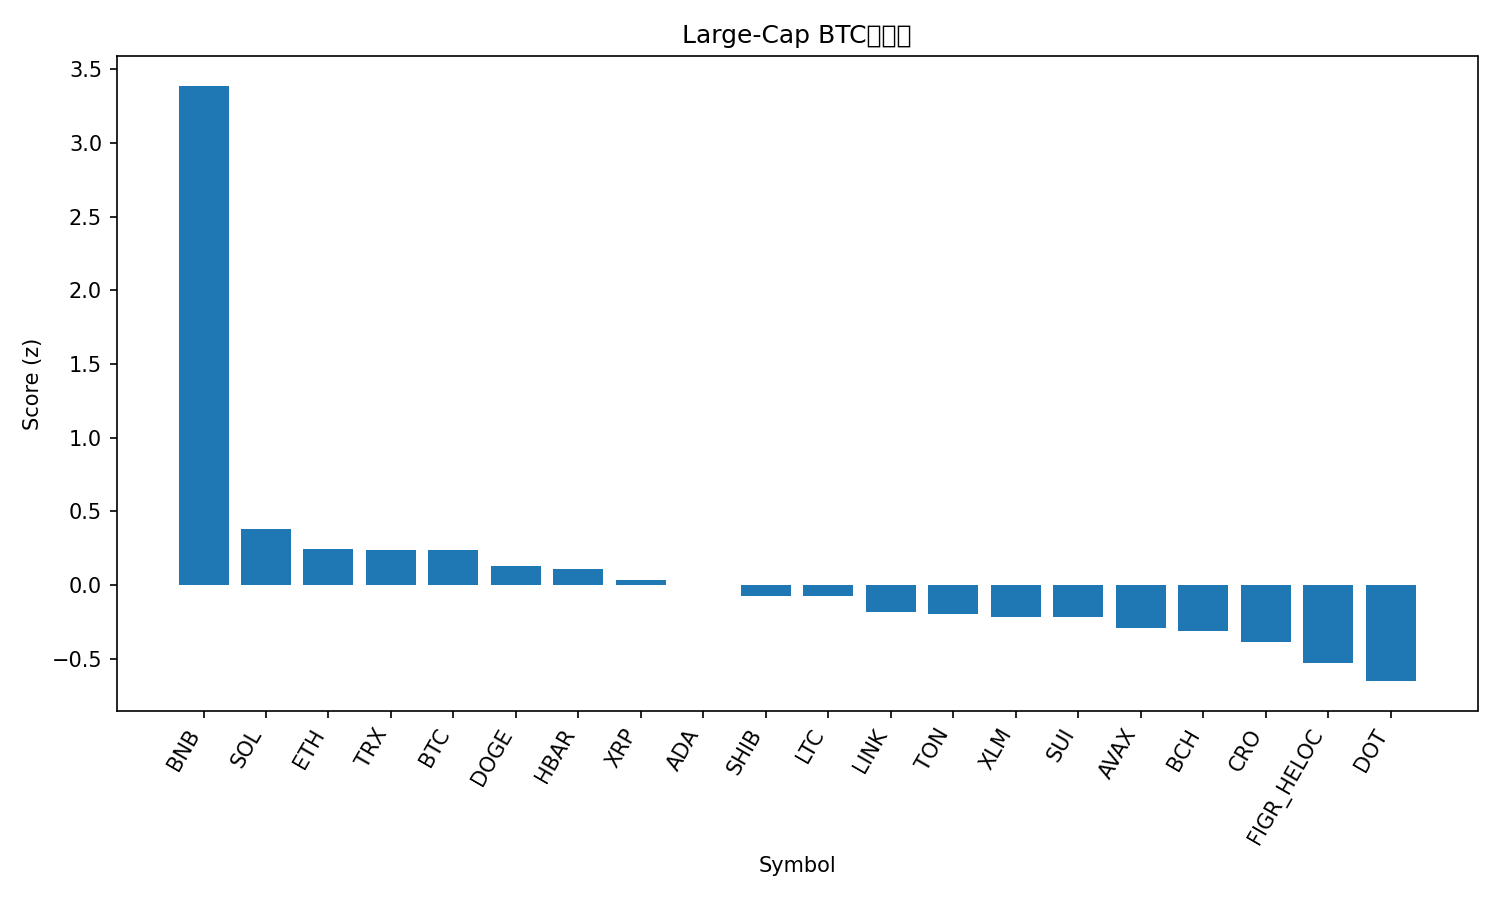 Large-Cap BTC
3.5
3.0
2.5
2.0
1.5
1.0
0.5
0.0
−0.5
Score (z)
BNB
SOL
ETH
TRX
BTC
DOGE
HBAR
XRP
ADA
SHIB
LTC
LINK
TON
XLM
SUI
AVAX
BCH
CRO
FIGR_HELOC
DOT
Symbol